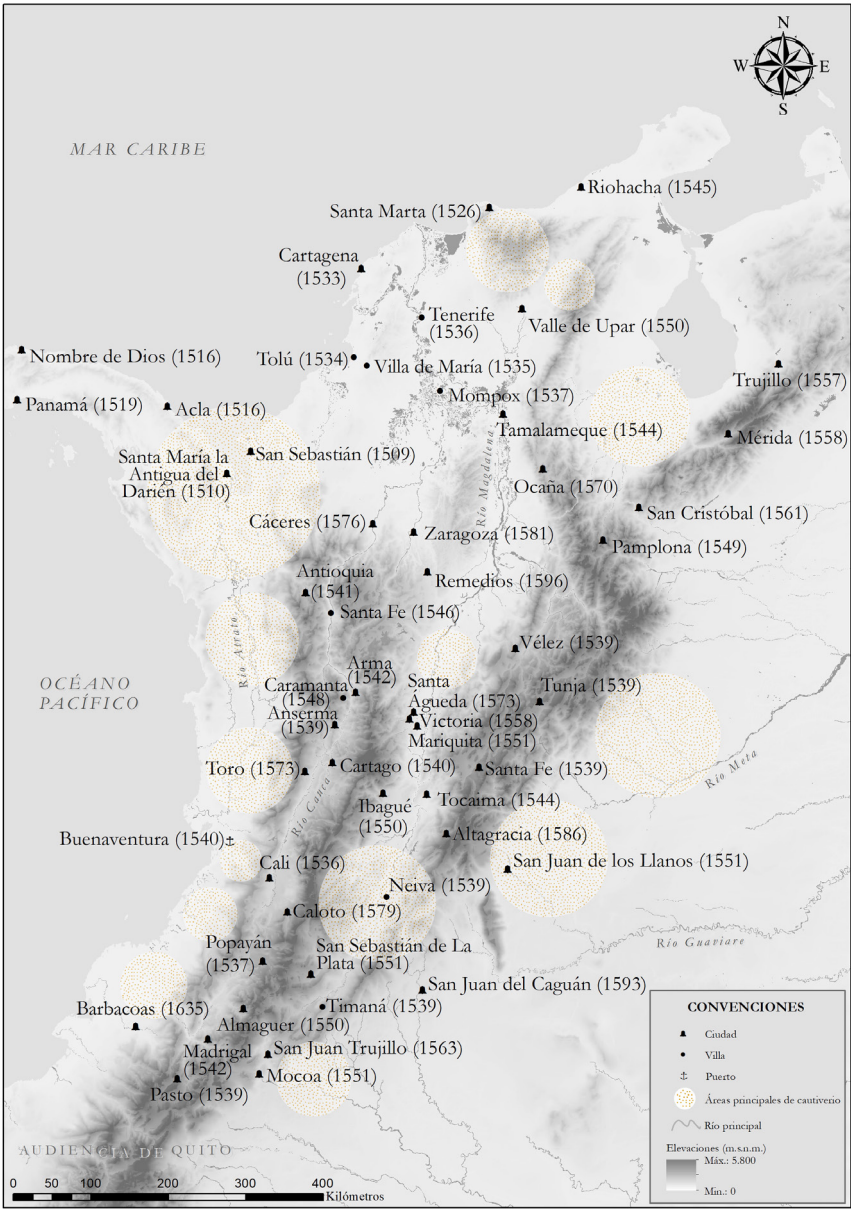 N
W
E
S
MAR CARIBE
Riohacha (1545)
Santa Marta (1526)
Cartagena
(1533)
Tenerife
(1536)
Valle de Upar (1550)
Nombre de Dios (1516)
Tolú (1534)
Villa de María (1535)
Trujillo (1557)
Mompox (1537)
Panamá (1519)
Acla (1516)
Tamalameque (1544)
Mérida (1558)
San Sebastián (1509)
Santa María la
Antigua del
Darién (1510)
Río Magdalena
Ocaña (1570)
San Cristóbal (1561)
Cáceres (1576)
Zaragoza (1581)
Pamplona (1549)
Antioquia
(1541)
Remedios (1596)
Santa Fe (1546)
Río Atrato
Vélez (1539)
OCÉANO
PACÍFICO
Arma
(1542)
Caramanta
(1548)
Santa
Águeda (1573)
Tunja (1539)
Anserma
(1539)
Victoria (1558)
Mariquita (1551)
Toro (1573)
Cartago (1540)
Santa Fe (1539)
Río Meta
Río Cauca
Ibagué
(1550)
Tocaima (1544)
Buenaventura (1540)
Altagracia (1586)
Cali (1536)
San Juan de los Llanos (1551)
Neiva (1539)
Caloto (1579)
Río Guaviare
Popayán
(1537)
San Sebastián de La
Plata (1551)
San Juan del Caguán (1593)
Barbacoas (1635)
Timaná (1539)
Almaguer (1550)
Madrigal
(1542)
San Juan Trujillo (1563)
Mocoa (1551)
Pasto (1539)
AUDIENCIA DE QUITO
0 100 200 300 400
Kilómetros
CONVENCIONES
Ciudad
Villa
Puerto
Áreas principales de cautiverio
Río principal
Elevaciones (m.s.n.m.)
Máx.: 5.800
Min.: 0